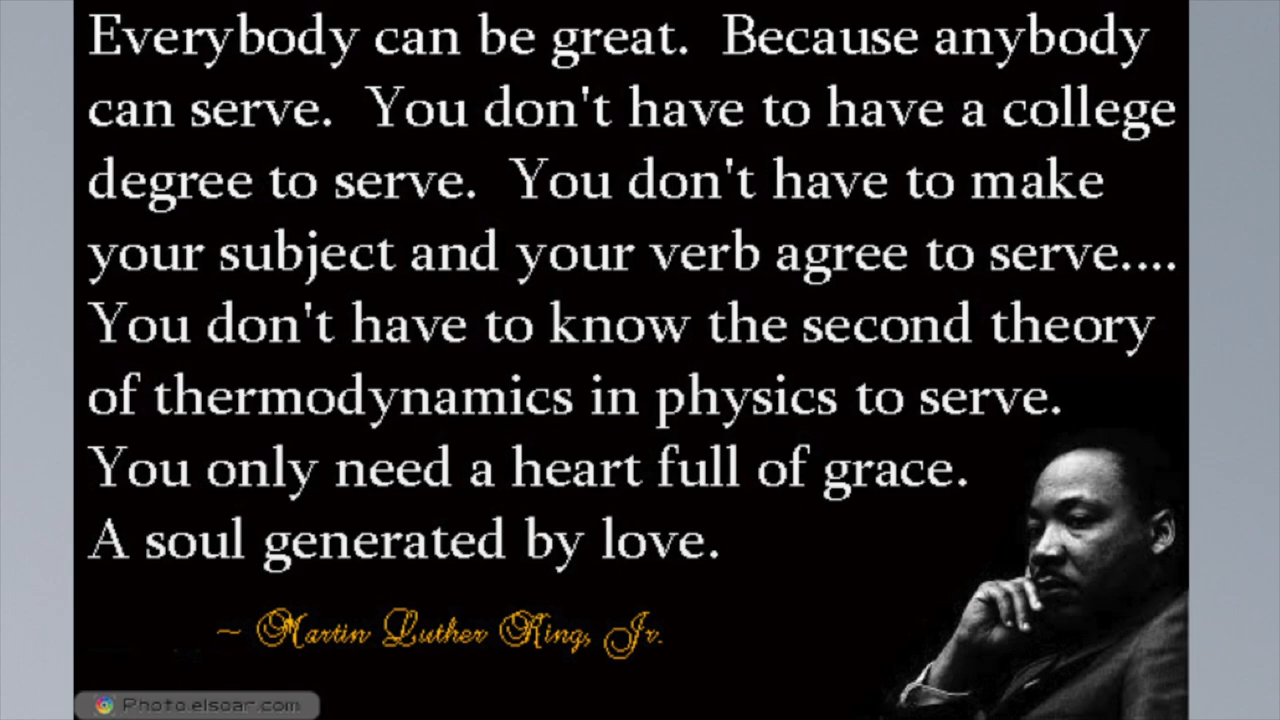 Everybody can be great.  Because anybody
can serve.  You don't have to have a college
degree to serve.  You don't have to make
your subject and your verb agree to serve....
You don't have to know the second theory
of thermodynamics in physics to serve.
You only need a heart full of grace.
A soul generated by love.
~ Martin Luther King, Jr.
Photo.elsoar.com